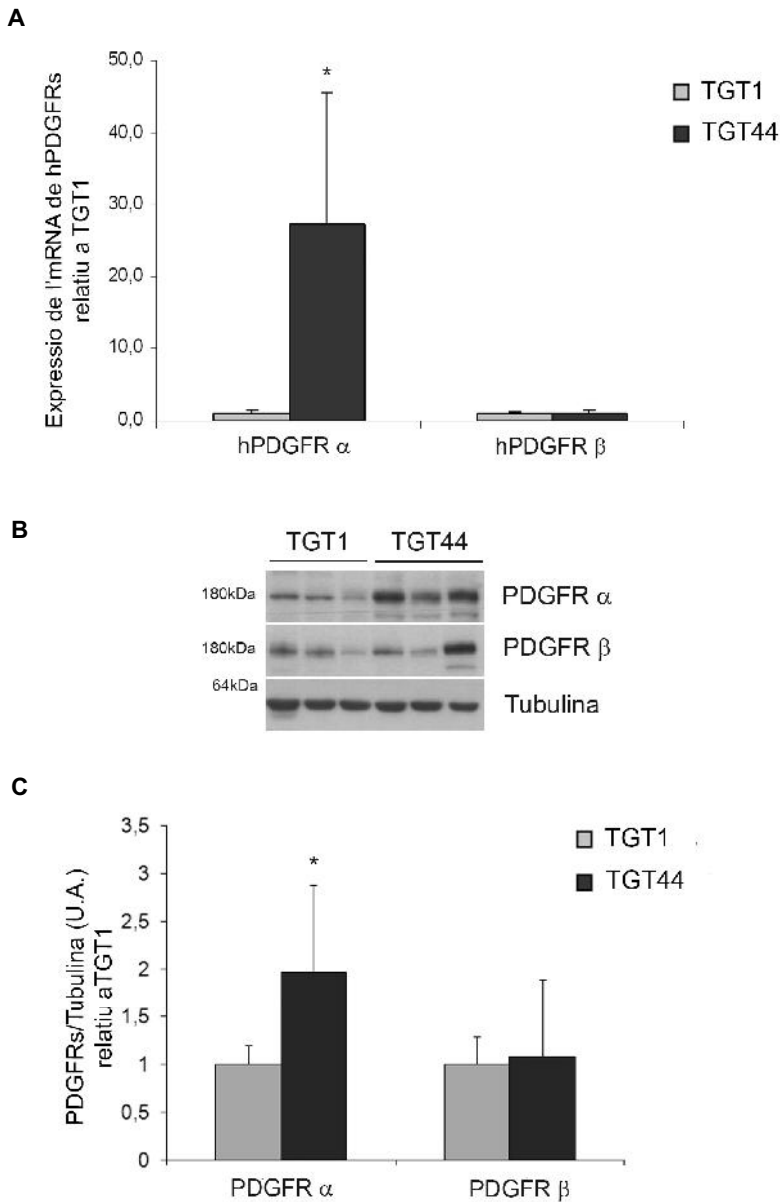 A
Expressio de l'mRNA de hPDGFRs
relatiu a TGT1
50,0
40,0
30,0
20,0
10,0
0,0
*
TGT1
TGT44
hPDGFR α
hPDGFR β
B
TGT1
TGT44
180kDa
PDGFR α
180kDa
PDGFR β
64kDa
Tubulina
C
PDGFRs/Tubulina (U.A.)
relatiu aTGT1
3,5
3
2,5
2
1,5
1
0,5
0
*
TGT1
TGT44
PDGFR α
PDGFR β